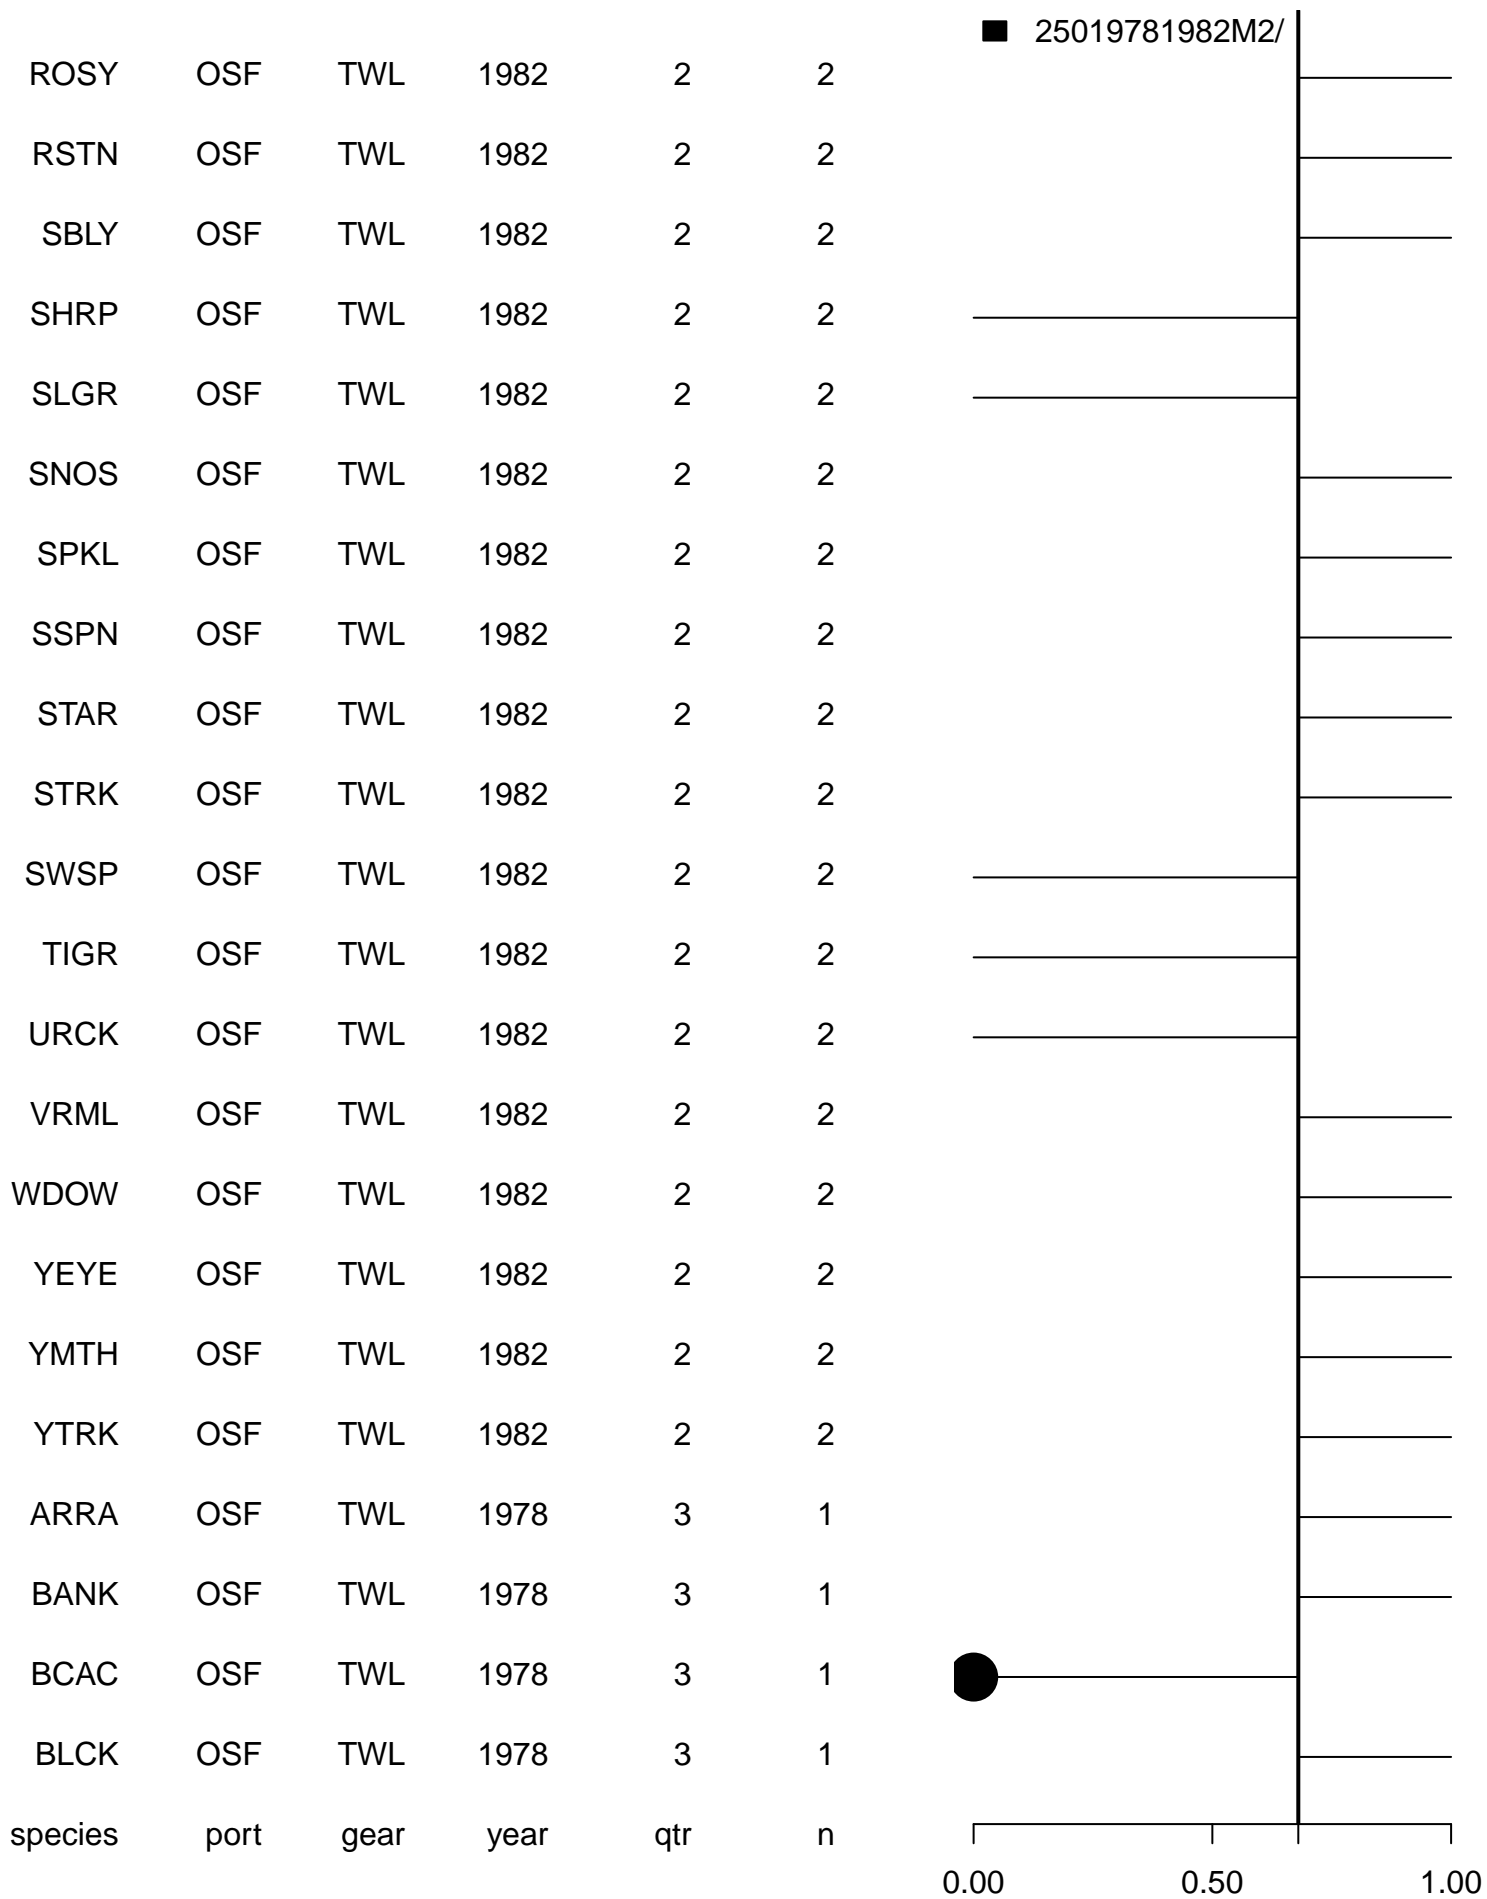 25019781982M2/
ROSY OSF TWL 1982 2 2
RSTN OSF TWL 1982 2 2
SBLY OSF TWL 1982 2 2
SHRP OSF TWL 1982 2 2
SLGR OSF TWL 1982 2 2
SNOS OSF TWL 1982 2 2
SPKL OSF TWL 1982 2 2
SSPN OSF TWL 1982 2 2
STAR OSF TWL 1982 2 2
STRK OSF TWL 1982 2 2
SWSP OSF TWL 1982 2 2
TIGR OSF TWL 1982 2 2
URCK OSF TWL 1982 2 2
VRML OSF TWL 1982 2 2
WDOW OSF TWL 1982 2 2
YEYE OSF TWL 1982 2 2
YMTH OSF TWL 1982 2 2
YTRK OSF TWL 1982 2 2
ARRA OSF TWL 1978 3 1
BANK OSF TWL 1978 3 1
BCAC OSF TWL 1978 3 1
BLCK OSF TWL 1978 3 1
species port gear year qtr n
0.00 0.50 1.00